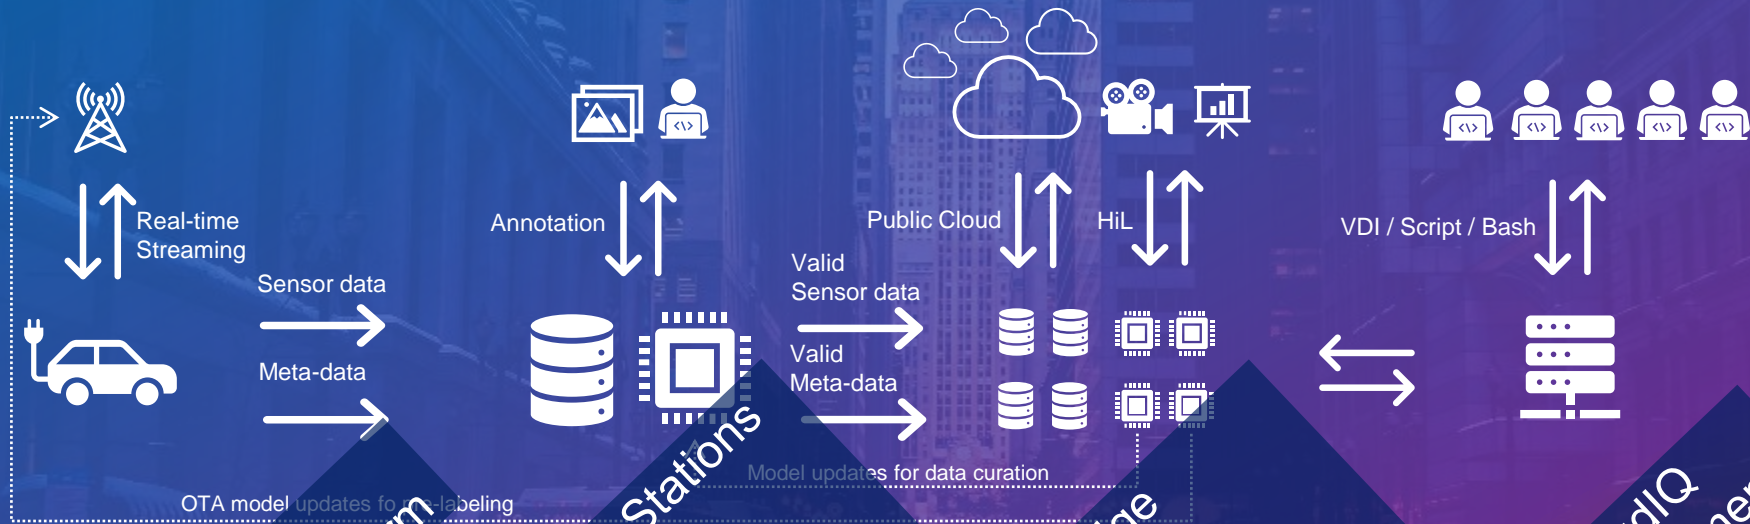 Real-time
Streaming
Annotation
Public Cloud
HiL
VDI / Script / Bash
Sensor data
Valid
Sensor data
Meta-data
Valid
Meta-data
Stations
Model updates for data curation
OTA model updates fo -labeling